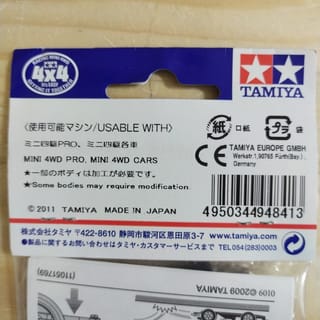 4x4
TAMIYA
〈使用可能マシン/USABLE WITH〉
ミニ四駆PRO、ミニ四駆各車
MINI 4WD PRO, MINI 4WD CARS
★一部のボディは加工が必要です。
★Some bodies may require modification.
紙 口紙
プラ 袋
CE
TAMIYA EUROPE GMBH
Werkstr.1,90765 Fürth(Bay.),
Germany.
© 2011 TAMIYA MADE IN JAPAN
4950344948413
株式会社タミヤ 〒422-8610 静岡市駿河区恩田原3-7 www.tamiya.com
●製品に関するお問い合わせはタミヤ・カスタマーサービスまで TEL054(283)0003
0109 ©2009 TAMIYA
(11051769)